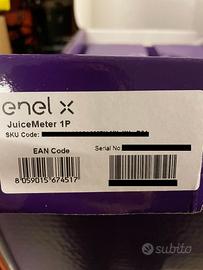 enel x
JuiceMeter 1P
SKU Code:
EAN Code
Serial No
8 059015 674517
subito